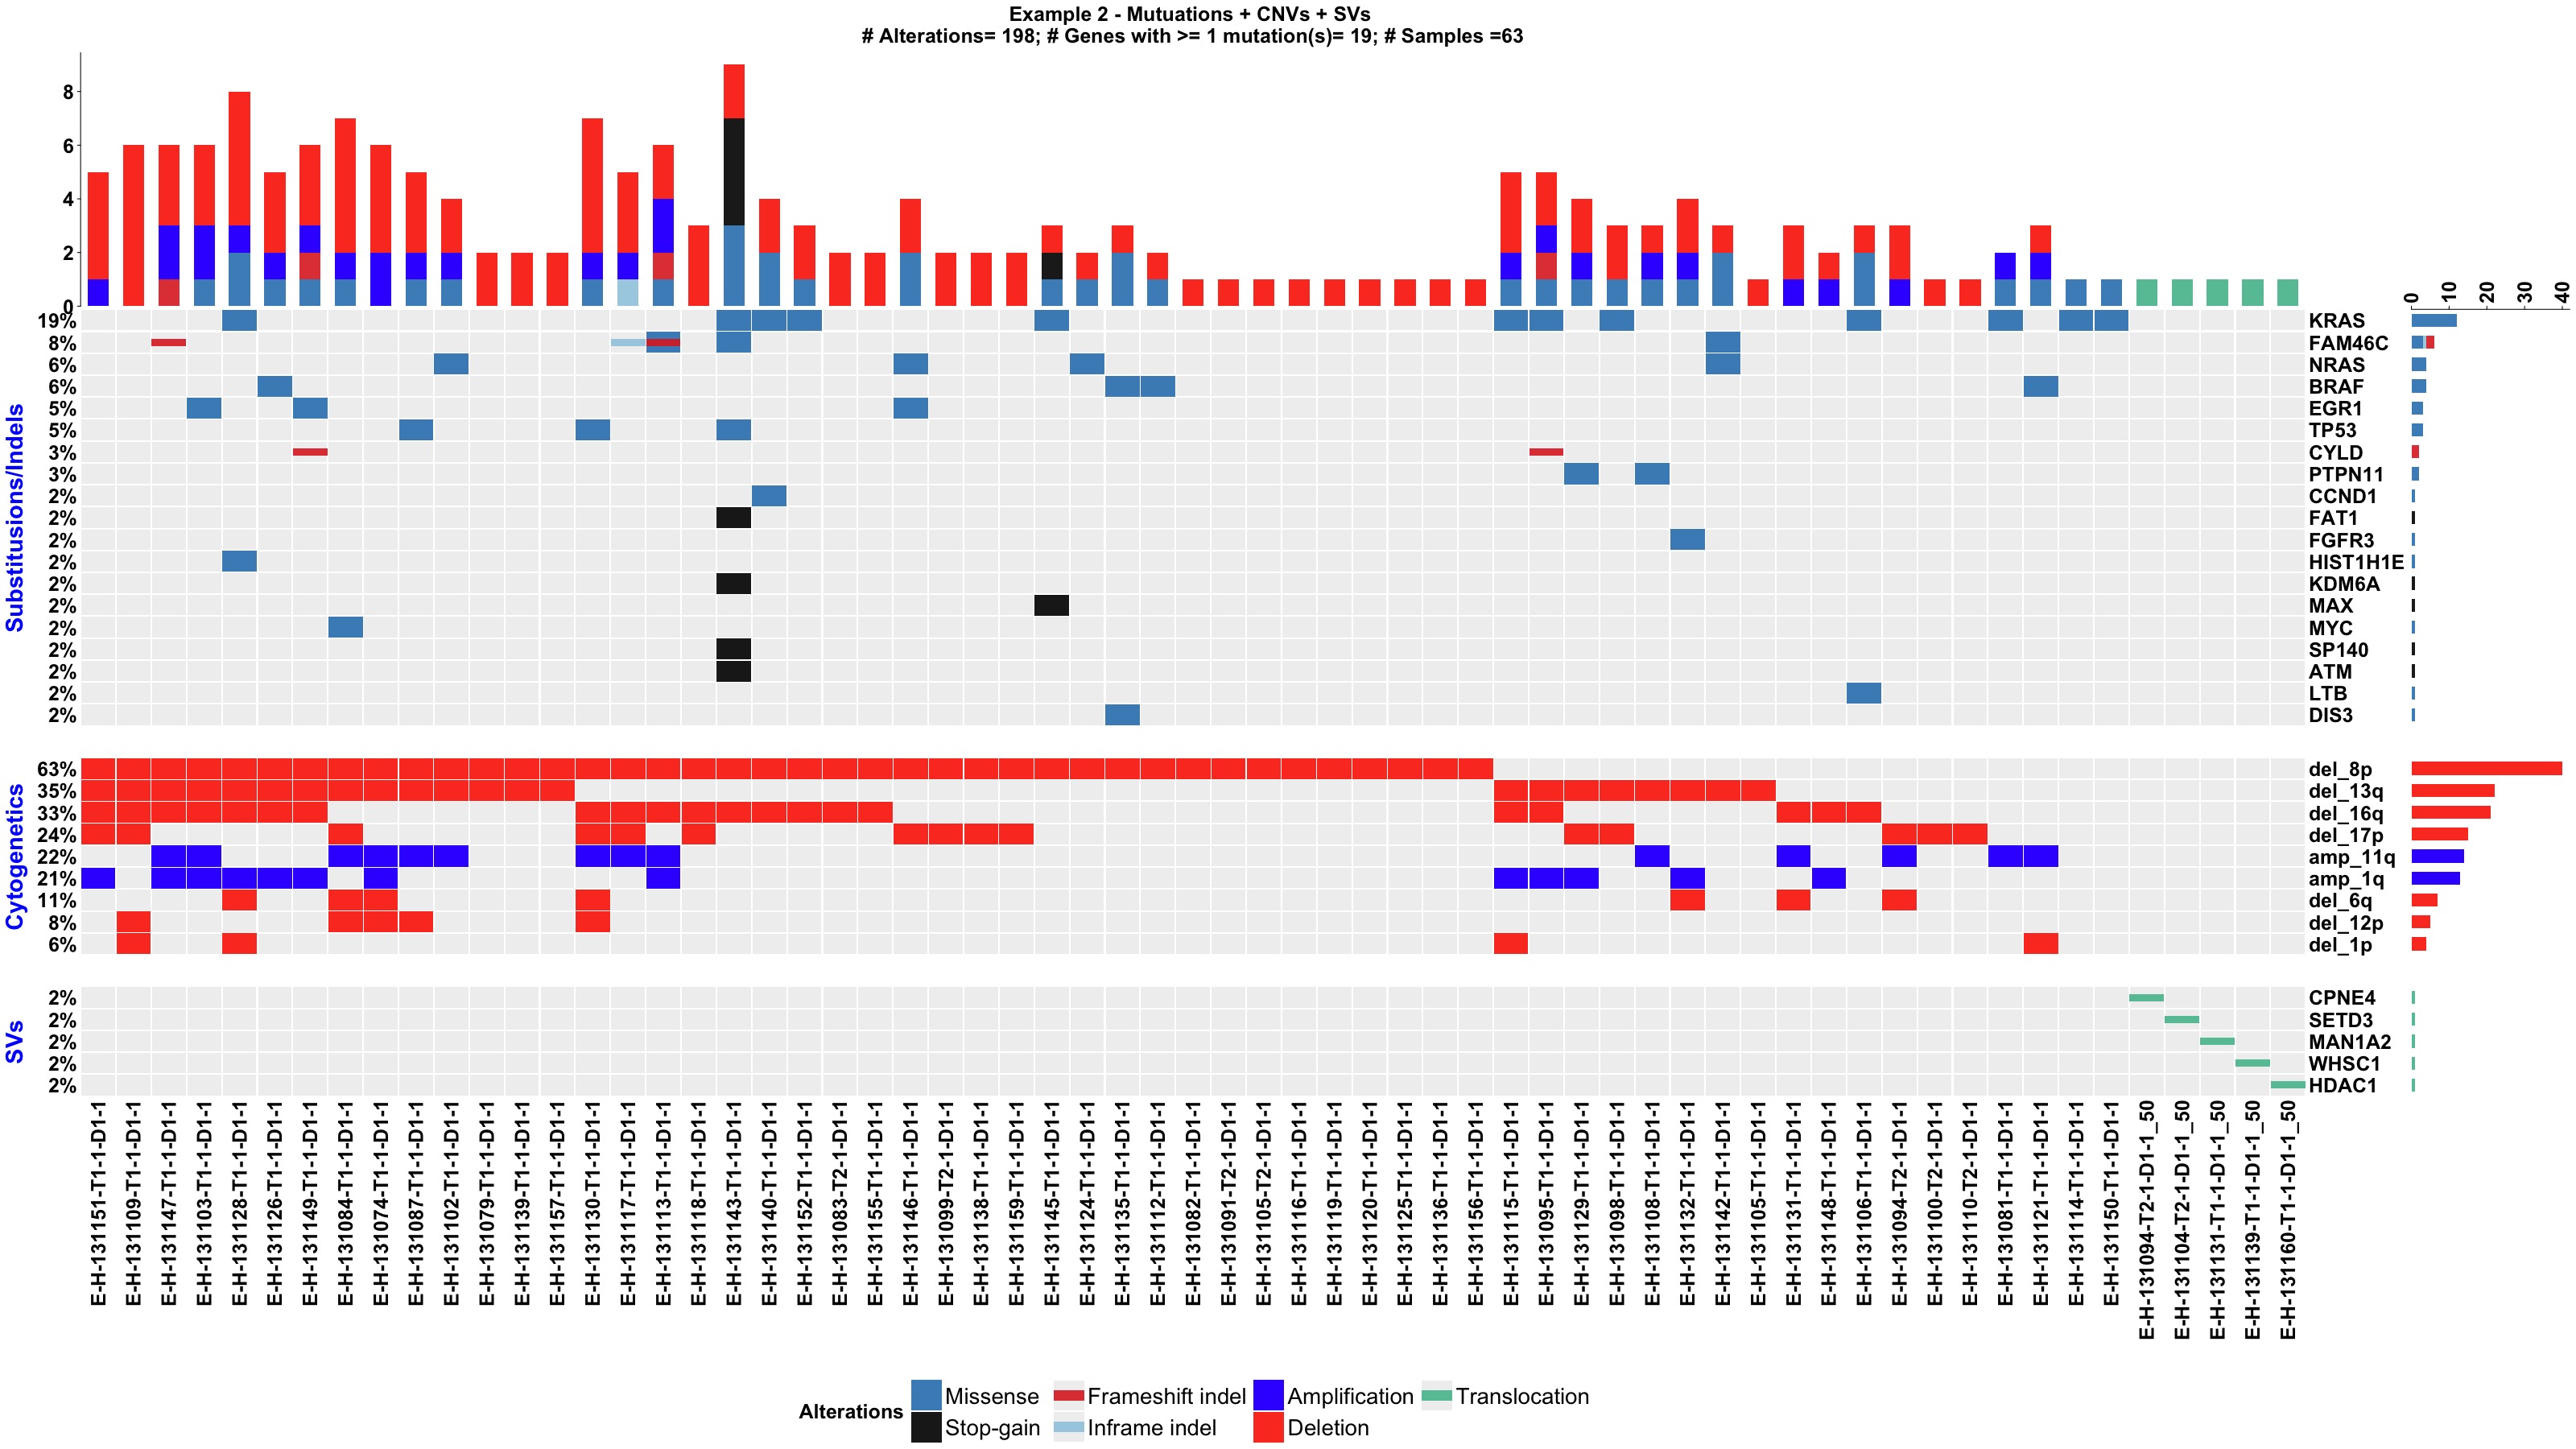 Example 2 - Mutuations + CNVs + SVs
# Alterations= 198; # Genes with >= 1 mutation(s)= 19; # Samples =63
8
6
4
2
0
0
10
20
30
40
Substitusions/Indels
19% KRAS
8% FAM46C
6% NRAS
6% BRAF
5% EGR1
5% TP53
3% CYLD
3% PTPN11
2% CCND1
2% FAT1
2% FGFR3
2% HIST1H1E
2% KDM6A
2% MAX
2% MYC
2% SP140
2% ATM
2% LTB
2% DIS3
Cytogenetics
63% del_8p
35% del_13q
33% del_16q
24% del_17p
22% amp_11q
21% amp_1q
11% del_6q
8% del_12p
6% del_1p
SVs
2% CPNE4
2% SETD3
2% MAN1A2
2% WHSC1
2% HDAC1
E-H-131151-T1-1-D1-1
E-H-131109-T1-1-D1-1
E-H-131147-T1-1-D1-1
E-H-131103-T1-1-D1-1
E-H-131128-T1-1-D1-1
E-H-131126-T1-1-D1-1
E-H-131149-T1-1-D1-1
E-H-131084-T1-1-D1-1
E-H-131074-T1-1-D1-1
E-H-131087-T1-1-D1-1
E-H-131102-T1-1-D1-1
E-H-131079-T1-1-D1-1
E-H-131139-T1-1-D1-1
E-H-131157-T1-1-D1-1
E-H-131130-T1-1-D1-1
E-H-131117-T1-1-D1-1
E-H-131113-T1-1-D1-1
E-H-131118-T1-1-D1-1
E-H-131143-T1-1-D1-1
E-H-131140-T1-1-D1-1
E-H-131152-T1-1-D1-1
E-H-131083-T2-1-D1-1
E-H-131155-T1-1-D1-1
E-H-131146-T1-1-D1-1
E-H-131099-T2-1-D1-1
E-H-131138-T1-1-D1-1
E-H-131159-T1-1-D1-1
E-H-131145-T1-1-D1-1
E-H-131124-T1-1-D1-1
E-H-131135-T1-1-D1-1
E-H-131112-T1-1-D1-1
E-H-131082-T1-1-D1-1
E-H-131091-T2-1-D1-1
E-H-131105-T2-1-D1-1
E-H-131116-T1-1-D1-1
E-H-131119-T1-1-D1-1
E-H-131120-T1-1-D1-1
E-H-131125-T1-1-D1-1
E-H-131136-T1-1-D1-1
E-H-131156-T1-1-D1-1
E-H-131115-T1-1-D1-1
E-H-131095-T1-1-D1-1
E-H-131129-T1-1-D1-1
E-H-131098-T1-1-D1-1
E-H-131108-T1-1-D1-1
E-H-131132-T1-1-D1-1
E-H-131142-T1-1-D1-1
E-H-131105-T1-1-D1-1
E-H-131131-T1-1-D1-1
E-H-131148-T1-1-D1-1
E-H-131106-T1-1-D1-1
E-H-131094-T2-1-D1-1
E-H-131100-T2-1-D1-1
E-H-131110-T2-1-D1-1
E-H-131081-T1-1-D1-1
E-H-131121-T1-1-D1-1
E-H-131114-T1-1-D1-1
E-H-131150-T1-1-D1-1
E-H-131094-T2-1-D1-1_50
E-H-131104-T2-1-D1-1_50
E-H-131131-T1-1-D1-1_50
E-H-131139-T1-1-D1-1_50
E-H-131160-T1-1-D1-1_50
Alterations
Missense Frameshift indel Amplification Translocation
Stop-gain Inframe indel Deletion